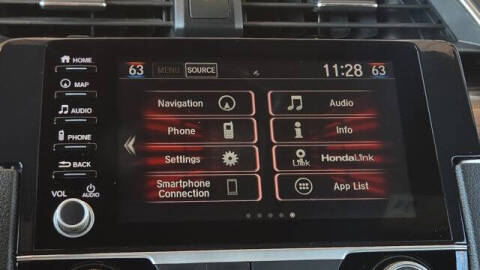 HOME
MAP
AUDIO
PHONE
BACK
VOL AUDIO
63 MENU SOURCE 11:28 63
Navigation Audio
Phone Info
Settings Link HondaLink
Smartphone Connection App List